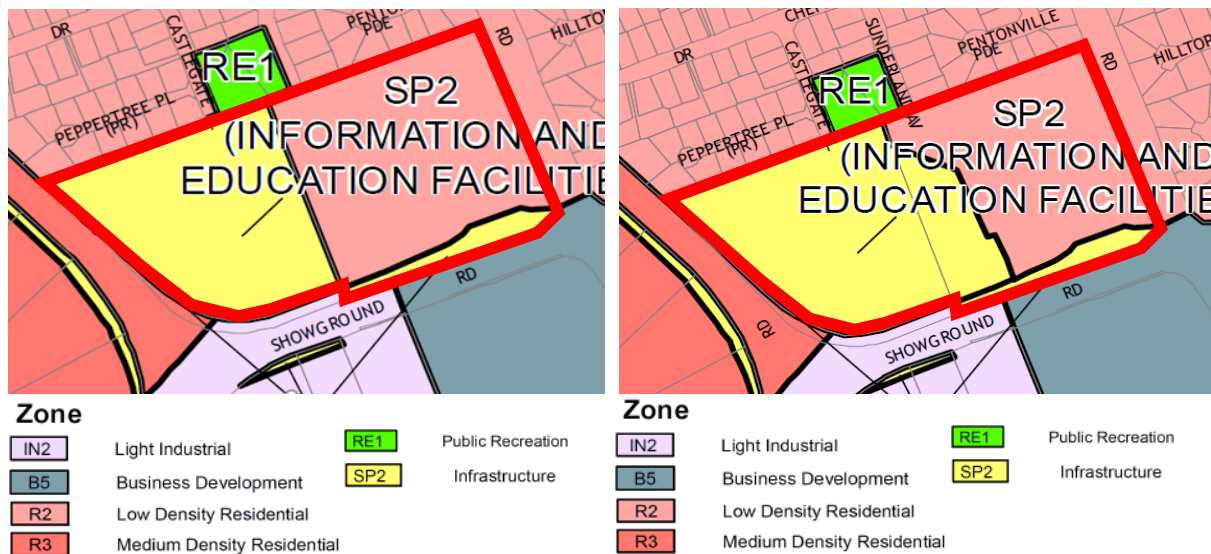 DR
CASTLEGATE
PENTONVILLE
PDE
RD
HILLTOP
RE1
SP2
PEPPERTREE PL
(PR)
(INFORMATION AND
EDUCATION FACILITIE
RD
SHOWGROUND
Zone
IN2 Light Industrial
B5 Business Development
R2 Low Density Residential
R3 Medium Density Residential
RE1 Public Recreation
SP2 Infrastructure
CHE
DR
CASTLEGATE
SUNDERLAND AV
PENTONVILLE
PDE
RD
HILLTOP
RE1
SP2
PEPPERTREE PL
(PR)
(INFORMATION AND
EDUCATION FACILITIE
RD
RD
SHOWGROUND
Zone
IN2 Light Industrial
B5 Business Development
R2 Low Density Residential
R3 Medium Density Residential
RE1 Public Recreation
SP2 Infrastructure